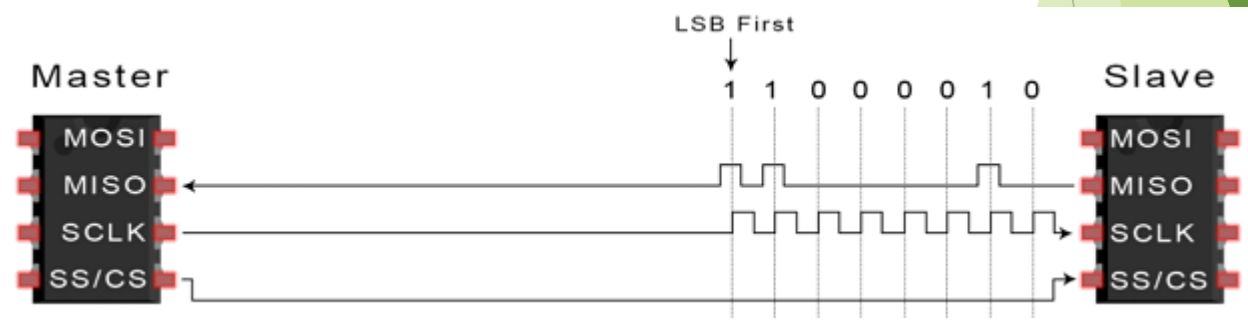 LSB First
Master
Slave
1 1 0 0 0 0 1 0
MOSI
MOSI
MISO
MISO
SCLK
SCLK
SS/CS
SS/CS